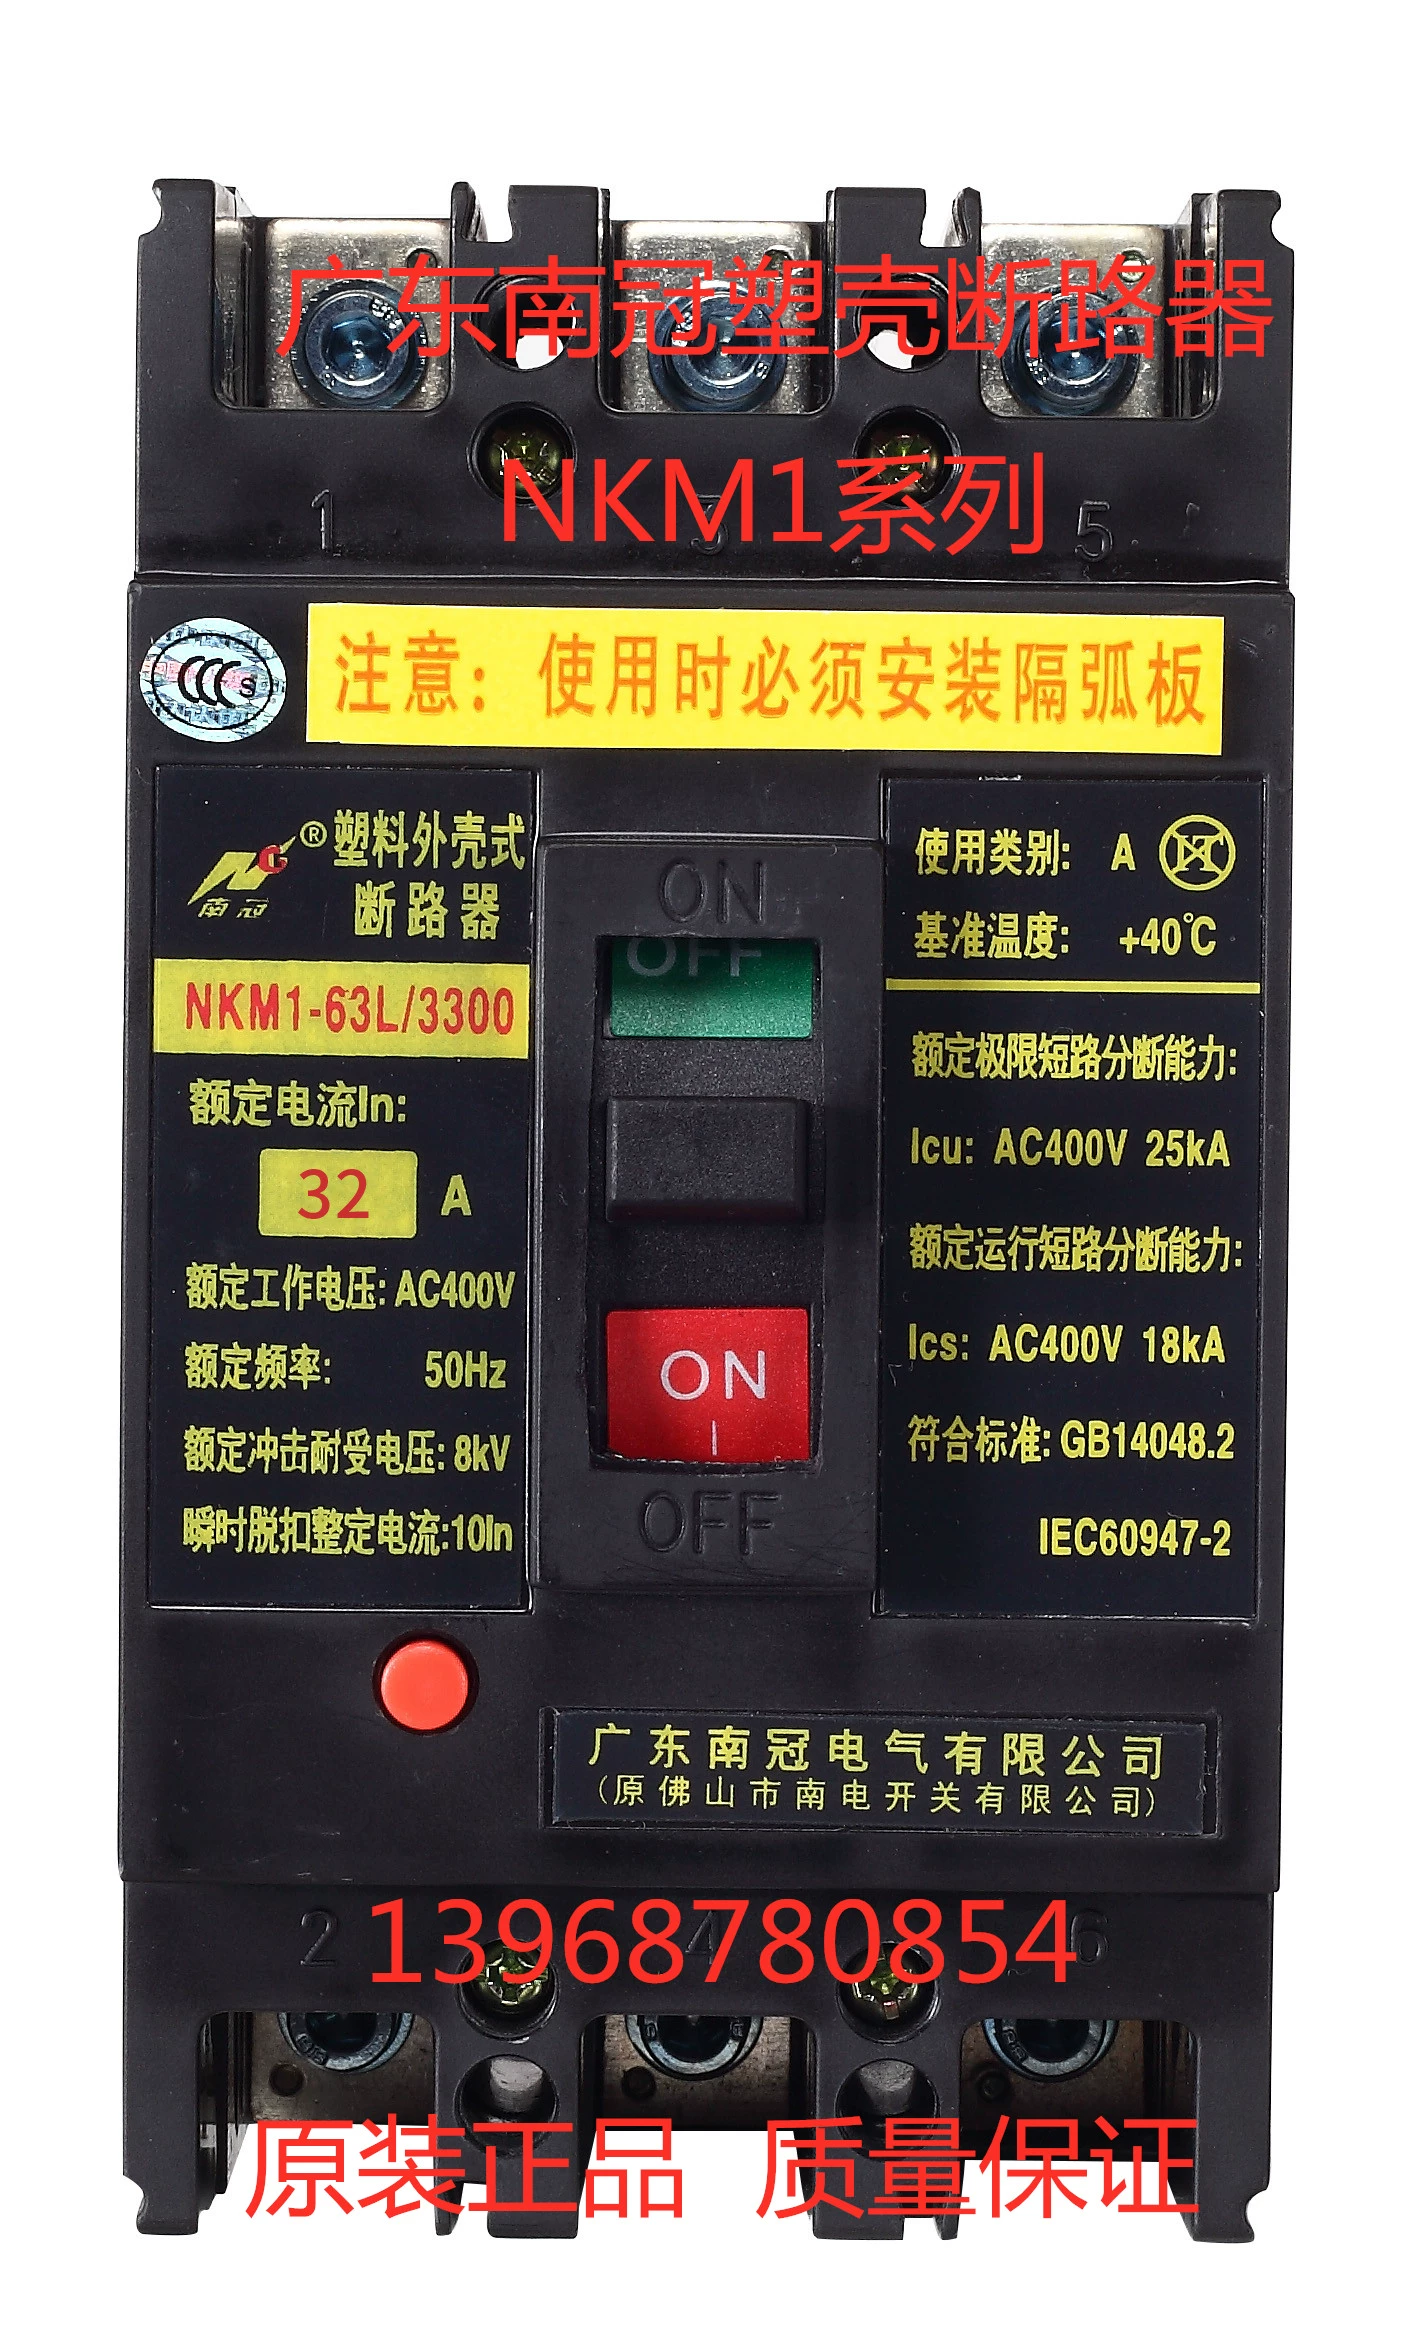 广东南冠塑壳断路器
NKM1系列
1 3 5
CCC S
注意：使用时必须安装隔弧板
NC ® 塑料外壳式
南冠 断路器
NKM1-63L/3300
额定电流In:
32 A
额定工作电压: AC400V
额定频率: 50Hz
额定冲击耐受电压: 8kV
瞬时脱扣整定电流:10In
ON
OFF
ON
OFF
使用类别: A
基准温度: +40℃
额定极限短路分断能力:
Icu: AC400V 25kA
额定运行短路分断能力:
Ics: AC400V 18kA
符合标准: GB14048.2
IEC60947-2
广东南冠电气有限公司
(原佛山市南电开关有限公司)
2 4 6
13968780854
原装正品 质量保证